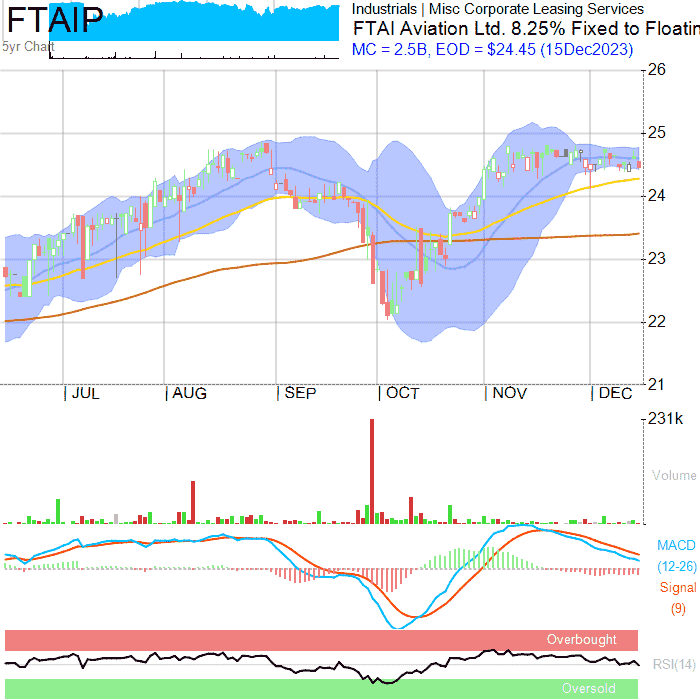 FTAIP
5yr Chart
Industrials | Misc Corporate Leasing Services
FTAI Aviation Ltd. 8.25% Fixed to Floatin
MC = 2.5B, EOD = $24.45 (15Dec2023)
26
25
24
23
22
21
JUL
AUG
SEP
OCT
NOV
DEC
231k
Volume
MACD
(12-26)
Signal
(9)
Overbought
RSI(14)
Oversold